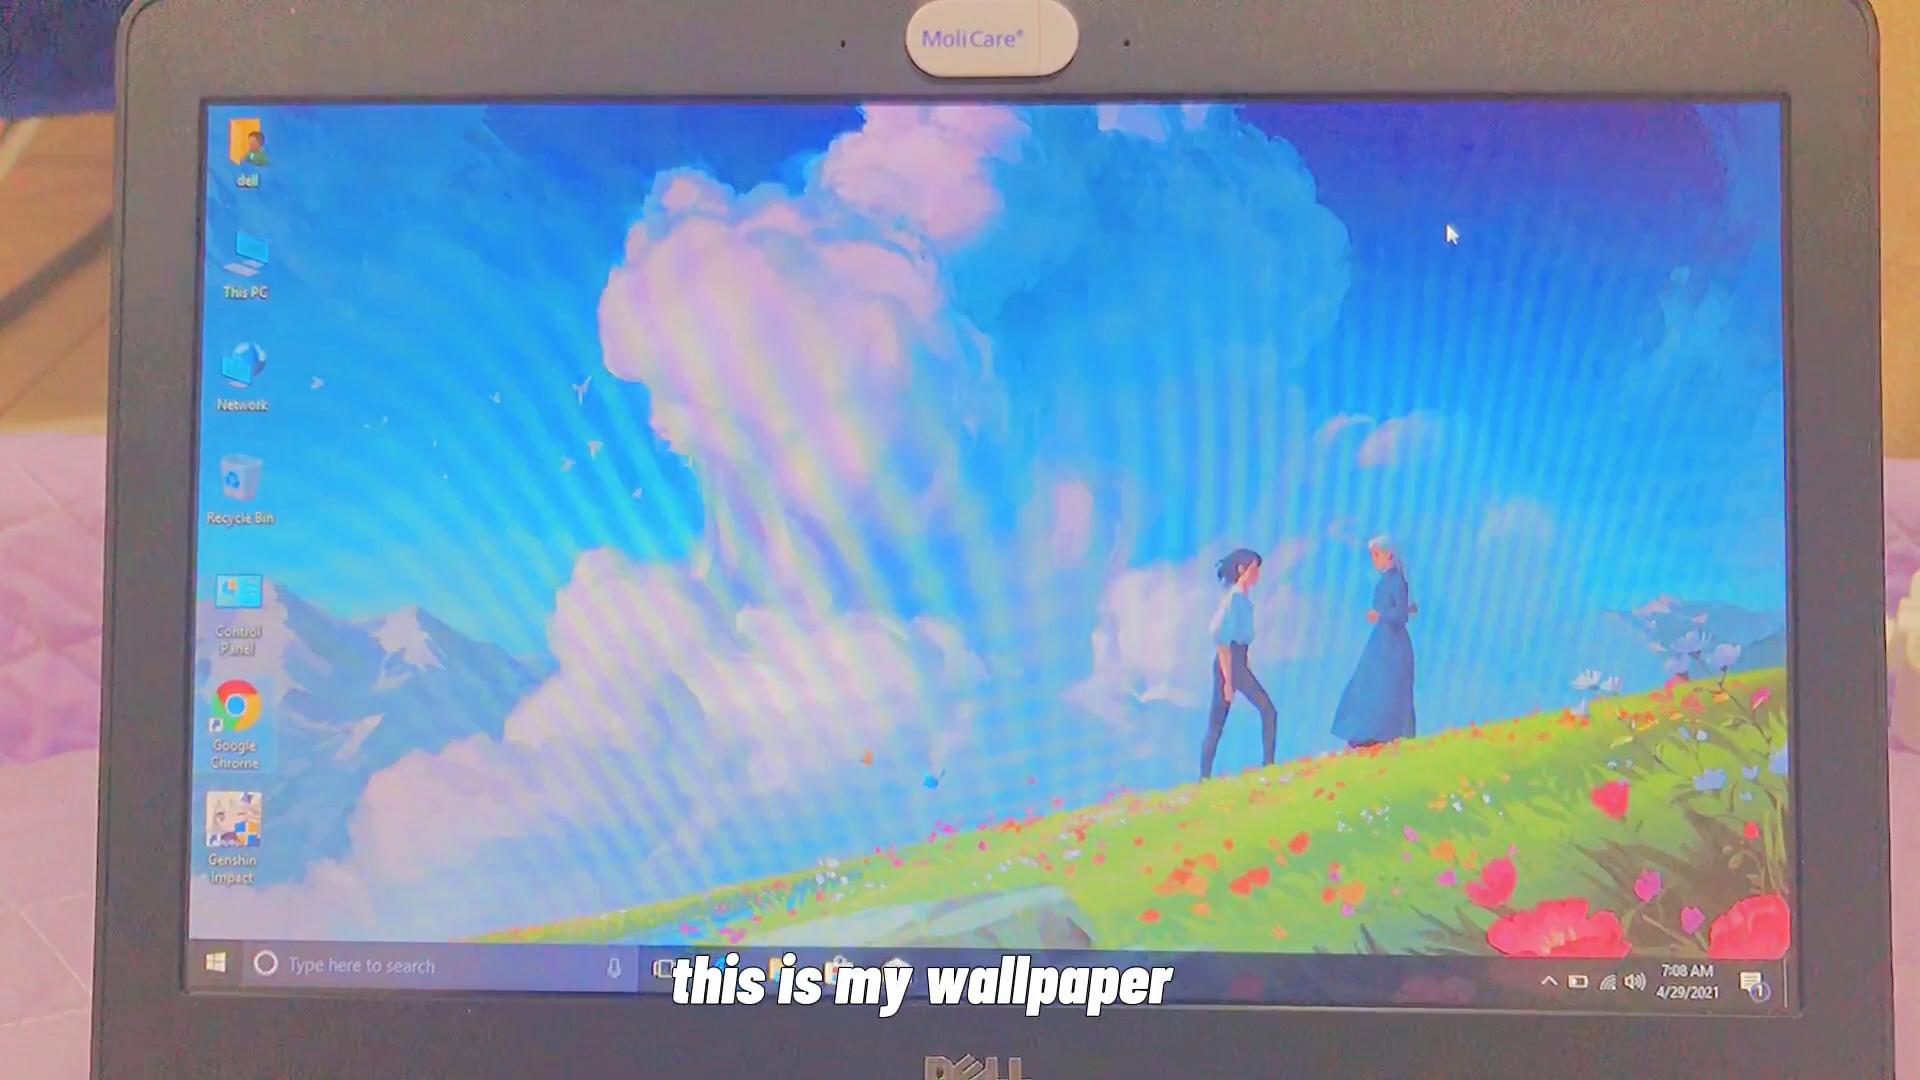 MoliCare®
dell
This PC
Network
Recycle Bin
Control
Panel
Google
Chrome
Genshin
Impact
Type here to search
this is my wallpaper
7:08 AM
4/29/2021
1
DELL